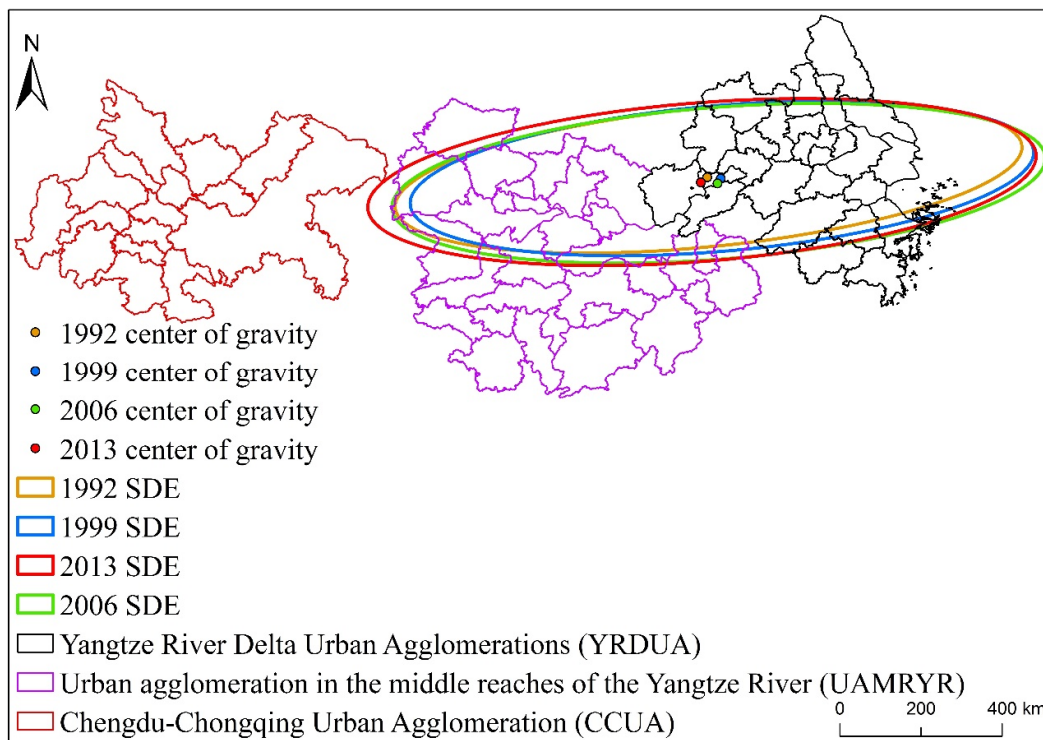 N
1992 center of gravity
1999 center of gravity
2006 center of gravity
2013 center of gravity
1992 SDE
1999 SDE
2013 SDE
2006 SDE
Yangtze River Delta Urban Agglomerations (YRDUA)
Urban agglomeration in the middle reaches of the Yangtze River (UAMRYR)
Chengdu-Chongqing Urban Agglomeration (CCUA)
0 200 400 km